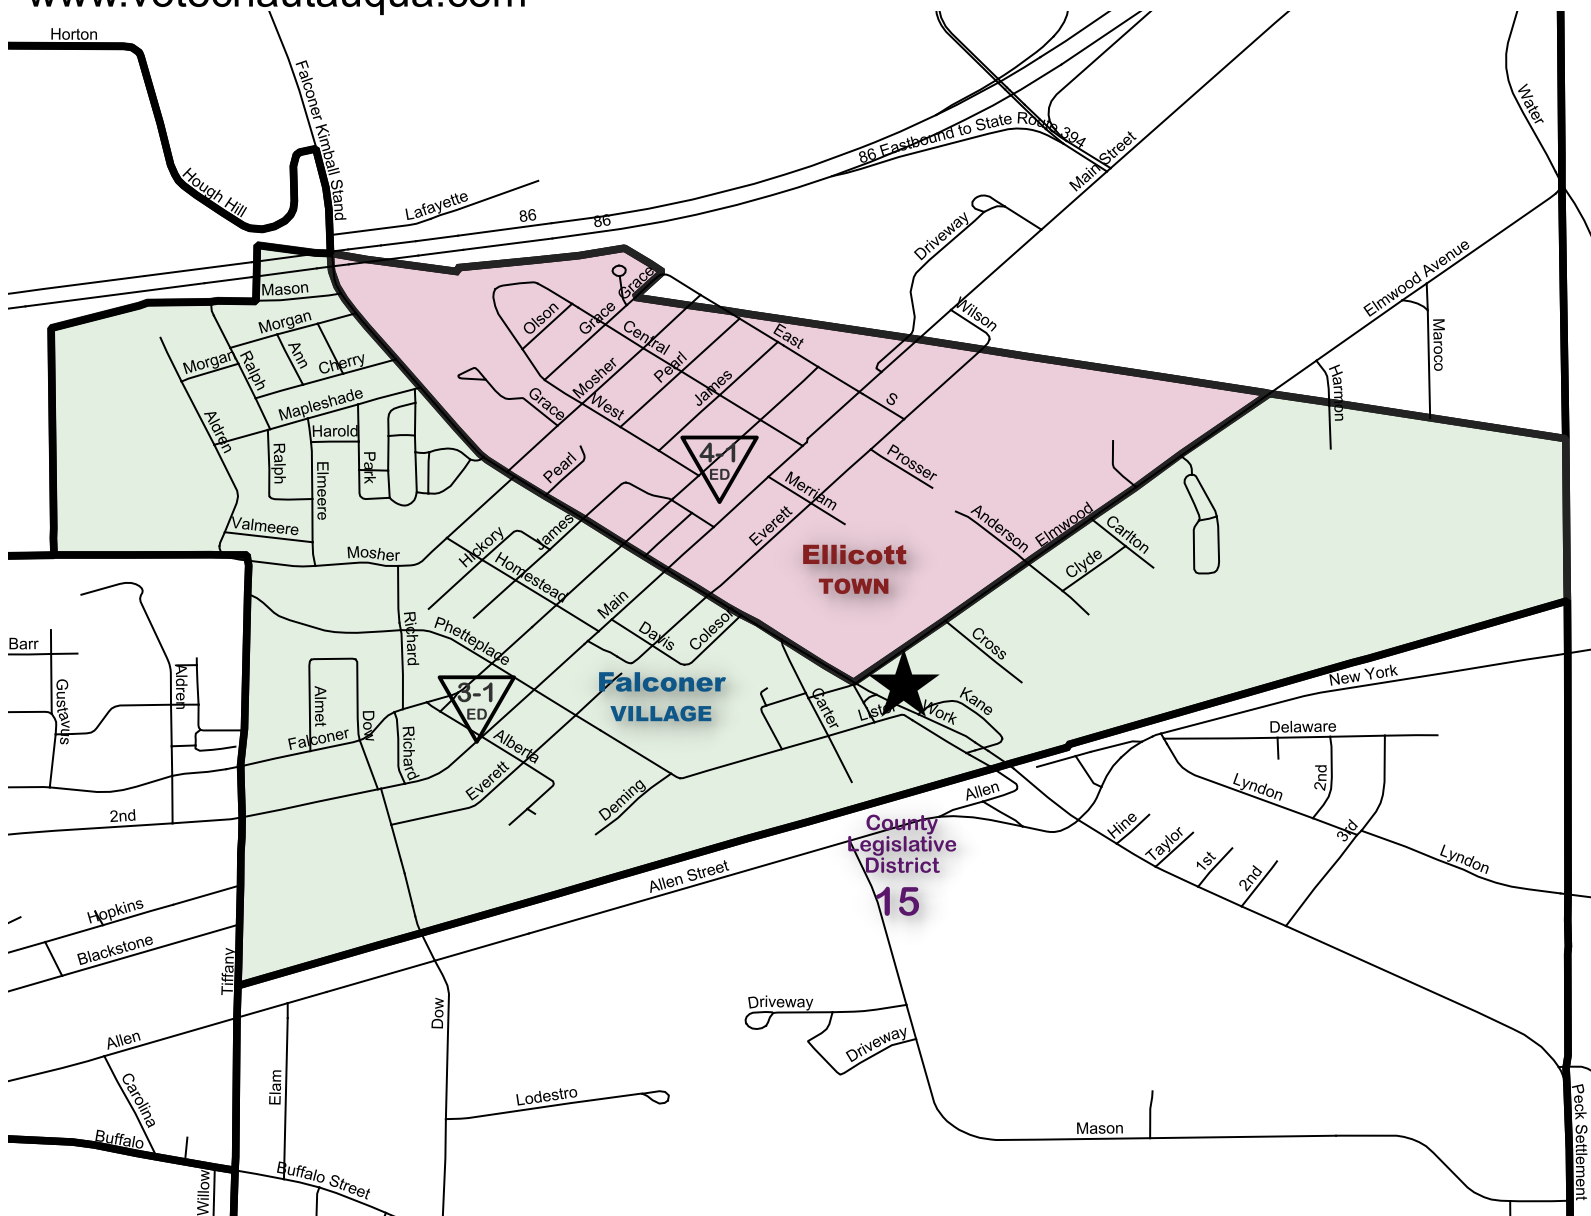 www.votechautauqua.com
Horton
Falconer Kimball Stand
Hough Hill
Lafayette
86
86
86 Eastbound to State Route 394
Main Street
Water
Driveway
Elmwood Avenue
Maroco
Harmon
Wilson
Mason
Morgan
Morgan
Ralph
Ann
Cherry
Mapleshade
Aldren
Harold
Ralph
Elmeere
Park
Valmeere
Mosher
Olson
Grace
Grace
Central
East
Mosher
Pearl
James
S
Grace
West
Pearl
4-1
ED
Prosser
Merriam
Everett
Anderson
Elmwood
Carlton
Clyde
Ellicott
TOWN
Hickory
James
Homestead
Main
Davis
Coleson
Richard
Phetteplace
Cross
Barr
Gustavus
Aldren
Almet
Dow
Falconer
Richard
3-1
ED
Falconer
VILLAGE
Alberta
Everett
Deming
Carter
Lister
Work
Kane
New York
Delaware
Lyndon
2nd
3rd
Lyndon
2nd
Allen
County
Legislative
District
15
Hine
Taylor
1st
2nd
Allen Street
Hopkins
Blackstone
Tiffany
Allen
Carolina
Elam
Dow
Driveway
Driveway
Lodestro
Mason
Buffalo
Buffalo Street
Willow
Peck Settlement